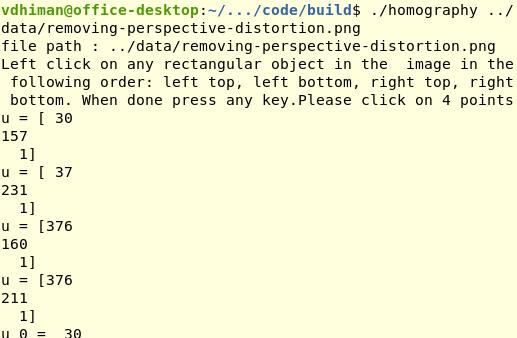 vdhiman@office-desktop:~/.../code/build$ ./homography ../
data/removing-perspective-distortion.png
file path : ../data/removing-perspective-distortion.png
Left click on any rectangular object in the  image in the
 following order: left top, left bottom, right top, right
 bottom. When done press any key.Please click on 4 points
u = [ 30
157
  1]
u = [ 37
231
  1]
u = [376
160
  1]
u = [376
211
  1]
u_0 =  30